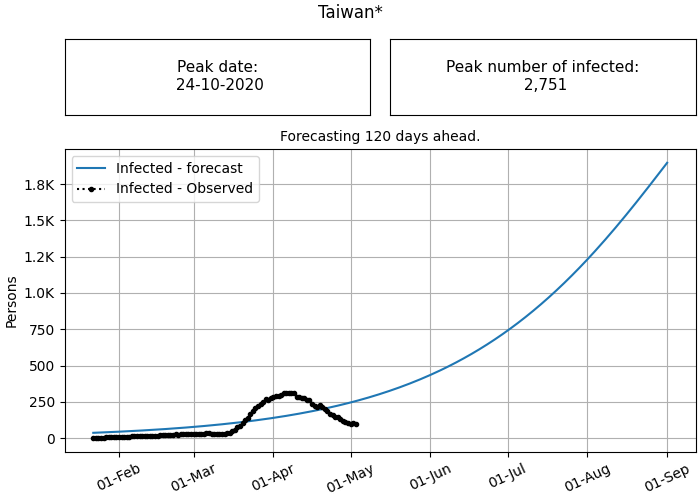 Taiwan*
Peak date:
24-10-2020
Peak number of infected:
2,751
Forecasting 120 days ahead.
Infected - forecast
Infected - Observed
Persons
1.8K
1.5K
1.2K
1.0K
750
500
250
0
01-Feb
01-Mar
01-Apr
01-May
01-Jun
01-Jul
01-Aug
01-Sep